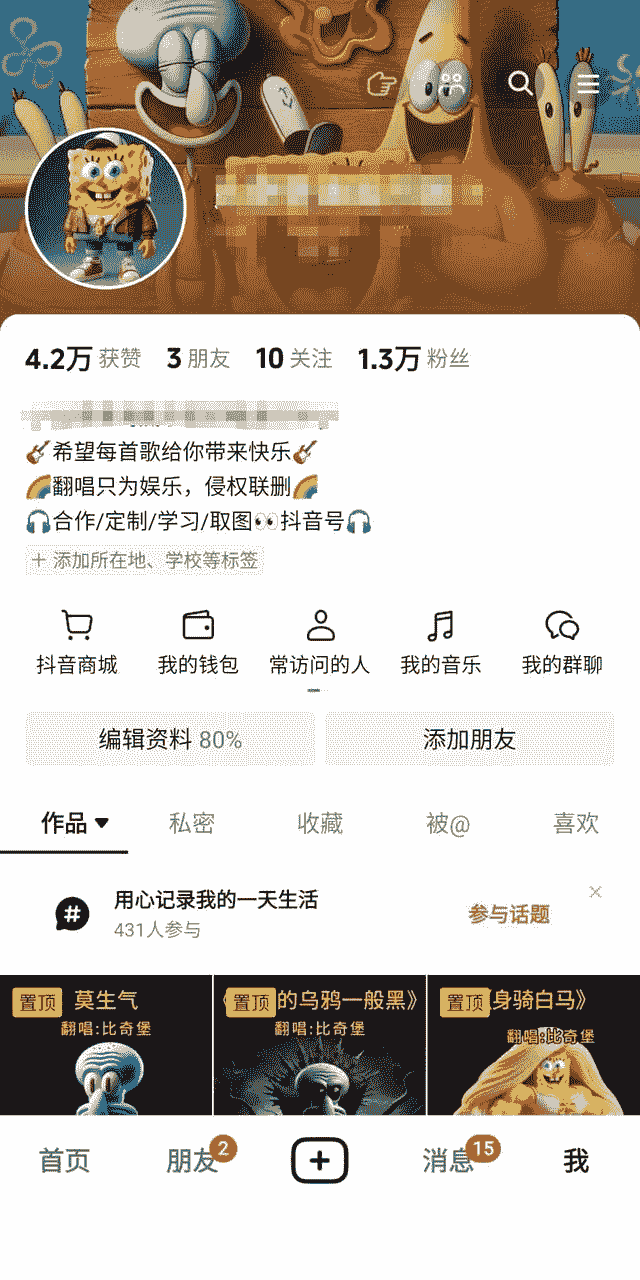 4.2万 获赞 3 朋友 10 关注 1.3万 粉丝
🎸希望每首歌给你带来快乐🎸
🌈翻唱只为娱乐，侵权联删🌈
🎧合作/定制/学习/取图👀抖音号🎧
+ 添加所在地、学校等标签
抖音商城 我的钱包 常访问的人 我的音乐 我的群聊
编辑资料 80% 添加朋友
作品 私密 收藏 被@ 喜欢
用心记录我的一天生活
431人参与
参与话题
置顶 莫生气 置顶 的乌鸦一般黑》 置顶 身骑白马》
翻唱:比奇堡 翻唱:比奇堡 翻唱:比奇堡
首页 朋友 2 消息 15 我